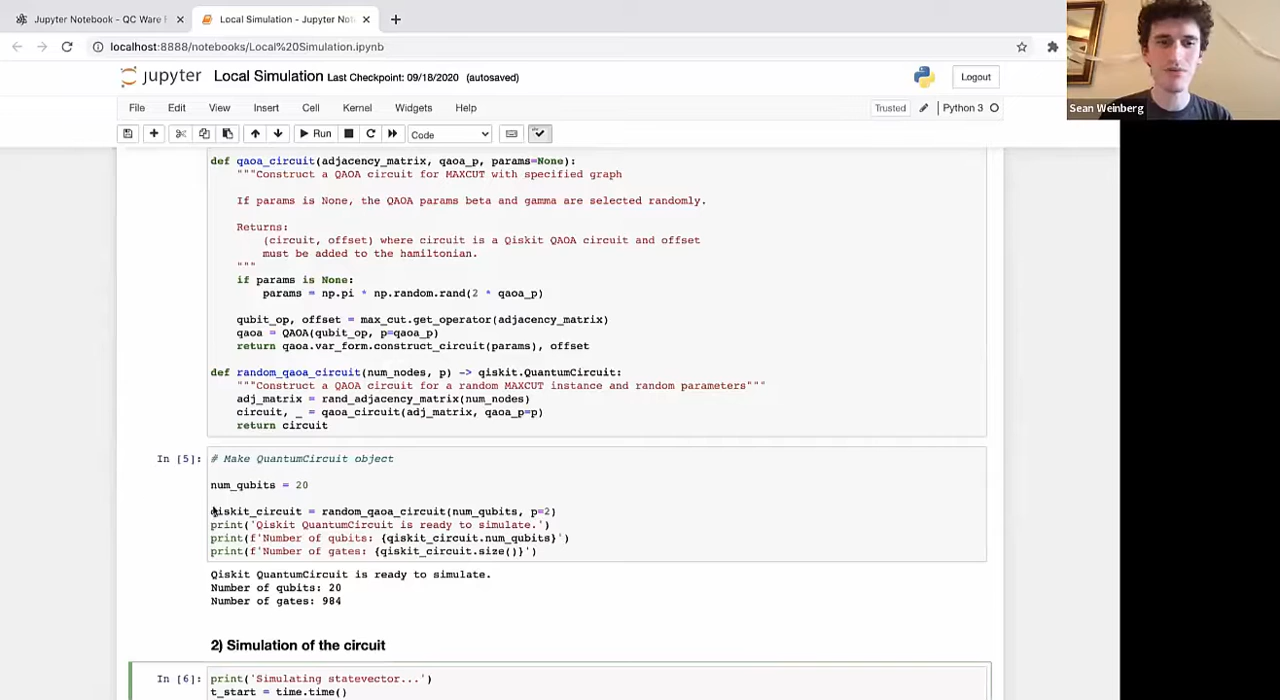 Jupyter Notebook - QC Ware
Local Simulation - Jupyter Not
localhost:8888/notebooks/Local%20Simulation.ipynb
Sean Weinberg
jupyter Local Simulation Last Checkpoint: 09/18/2020 (autosaved)
Logout
File Edit View Insert Cell Kernel Widgets Help
Trusted Python 3
Run Code
def qaoa_circuit(adjacency_matrix, qaoa_p, params=None):
"""Construct a QAOA circuit for MAXCUT with specified graph
If params is None, the QAOA params beta and gamma are selected randomly.
Returns:
(circuit, offset) where circuit is a Qiskit QAOA circuit and offset
must be added to the hamiltonian.
"""
if params is None:
params = np.pi * np.random.rand(2 * qaoa_p)
qubit_op, offset = max_cut.get_operator(adjacency_matrix)
qaoa = QAOA(qubit_op, p=qaoa_p)
return qaoa.var_form.construct_circuit(params), offset
def random_qaoa_circuit(num_nodes, p) -> qiskit.QuantumCircuit:
"""Construct a QAOA circuit for a random MAXCUT instance and random parameters"""
adj_matrix = rand_adjacency_matrix(num_nodes)
circuit, _ = qaoa_circuit(adj_matrix, qaoa_p=p)
return circuit
In [5]: # Make QuantumCircuit object
num_qubits = 20
qiskit_circuit = random_qaoa_circuit(num_qubits, p=2)
print('Qiskit QuantumCircuit is ready to simulate.')
print(f'Number of qubits: {qiskit_circuit.num_qubits}')
print(f'Number of gates: {qiskit_circuit.size()}')
Qiskit QuantumCircuit is ready to simulate.
Number of qubits: 20
Number of gates: 984
2) Simulation of the circuit
In [6]: print('Simulating statevector...')
t_start = time.time()